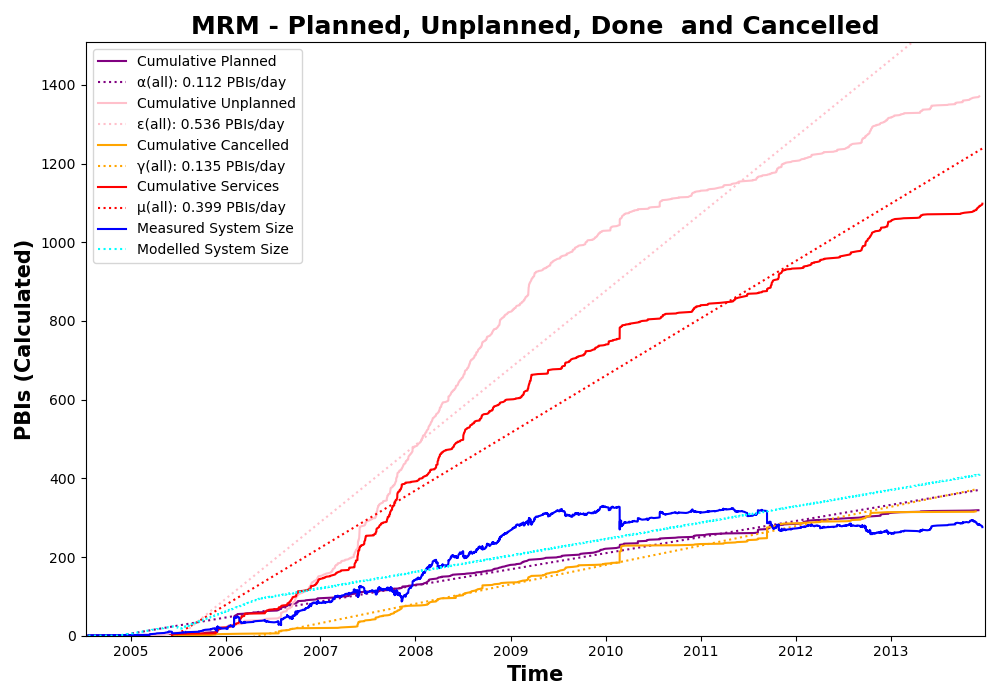 MRM - Planned, Unplanned, Done  and Cancelled
Cumulative Planned
α(all): 0.112 PBIs/day
Cumulative Unplanned
ε(all): 0.536 PBIs/day
Cumulative Cancelled
γ(all): 0.135 PBIs/day
Cumulative Services
μ(all): 0.399 PBIs/day
Measured System Size
Modelled System Size
PBIs (Calculated)
1400
1200
1000
800
600
400
200
0
2005 2006 2007 2008 2009 2010 2011 2012 2013
Time